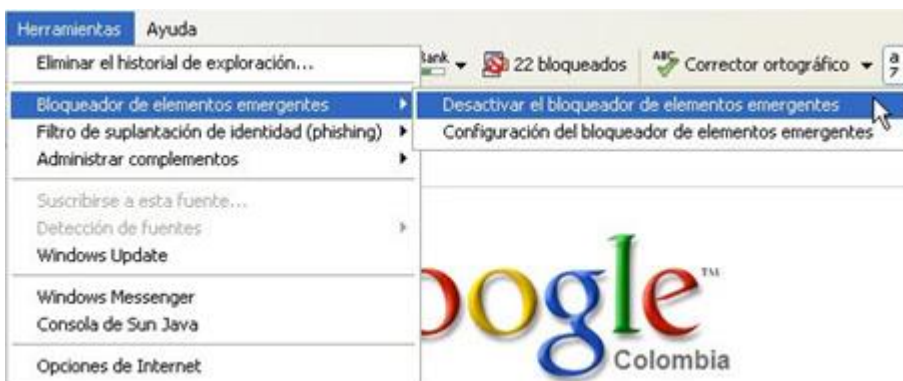 Herramientas Ayuda
Eliminar el historial de exploración...
22 bloqueados ABC Corrector ortográfico
Bloqueador de elementos emergentes
Desactivar el bloqueador de elementos emergentes
Filtro de suplantación de identidad (phishing)
Configuración del bloqueador de elementos emergentes
Administrar complementos
Suscribirse a esta fuente...
Detección de fuentes
Windows Update
Windows Messenger
Consola de Sun Java
Opciones de Internet
oogle™
Colombia